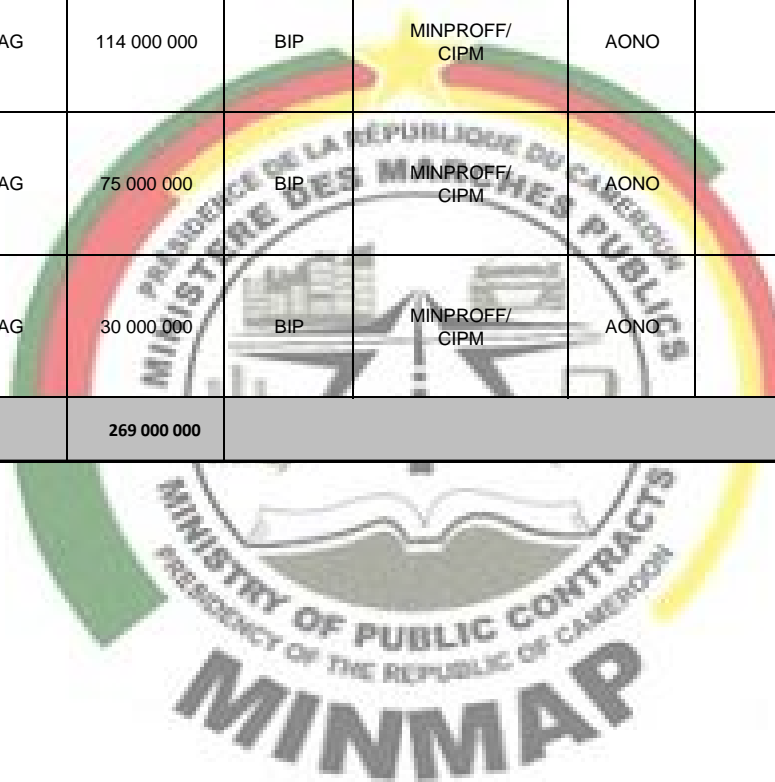 AG 114 000 000 BIP MINPROFF/ AONO
CIPM
AG 75 000 000 BIP MINPROFF/ AONO
CIPM
AG 30 000 000 BIP MINPROFF/ AONO
CIPM
269 000 000
PRÉSIDENCE DE LA RÉPUBLIQUE DU CAMEROUN
MINISTERE DES MARCHES PUBLICS
MINISTRY OF PUBLIC CONTRACTS
PRESIDENCY OF THE REPUBLIC OF CAMEROON
MINMAP